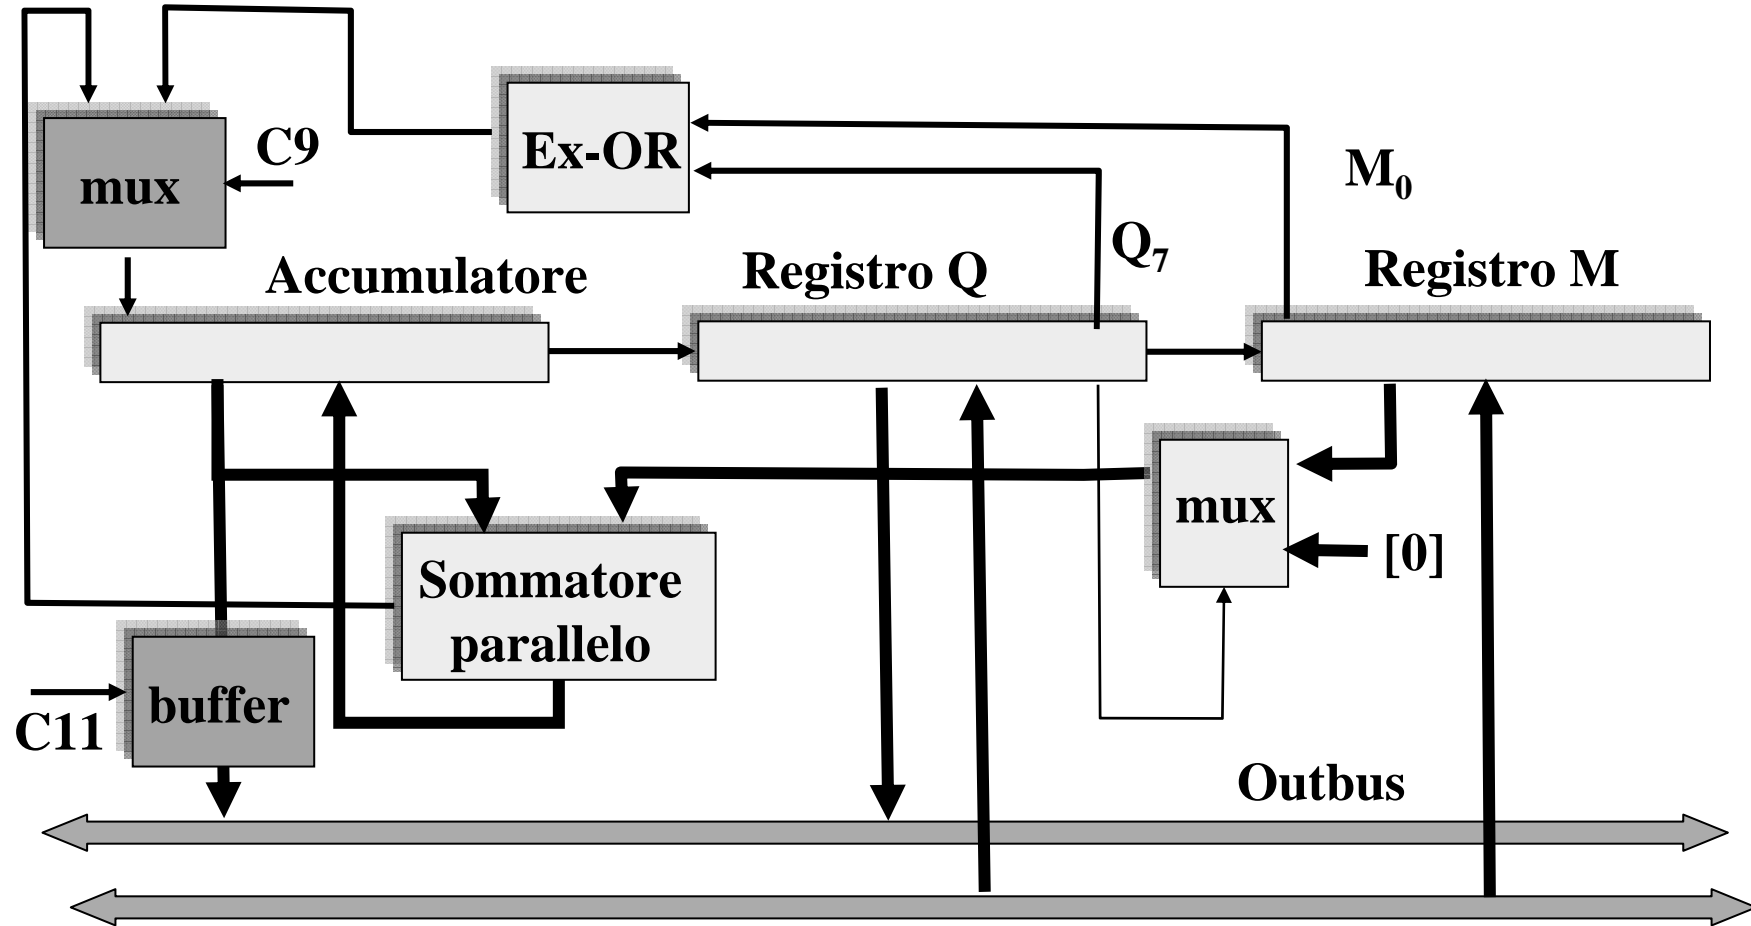 Ex-OR
C9
mux
M₀
Q₇
Accumulatore
Registro Q
Registro M
mux
[0]
Sommatore
parallelo
buffer
C11
Outbus